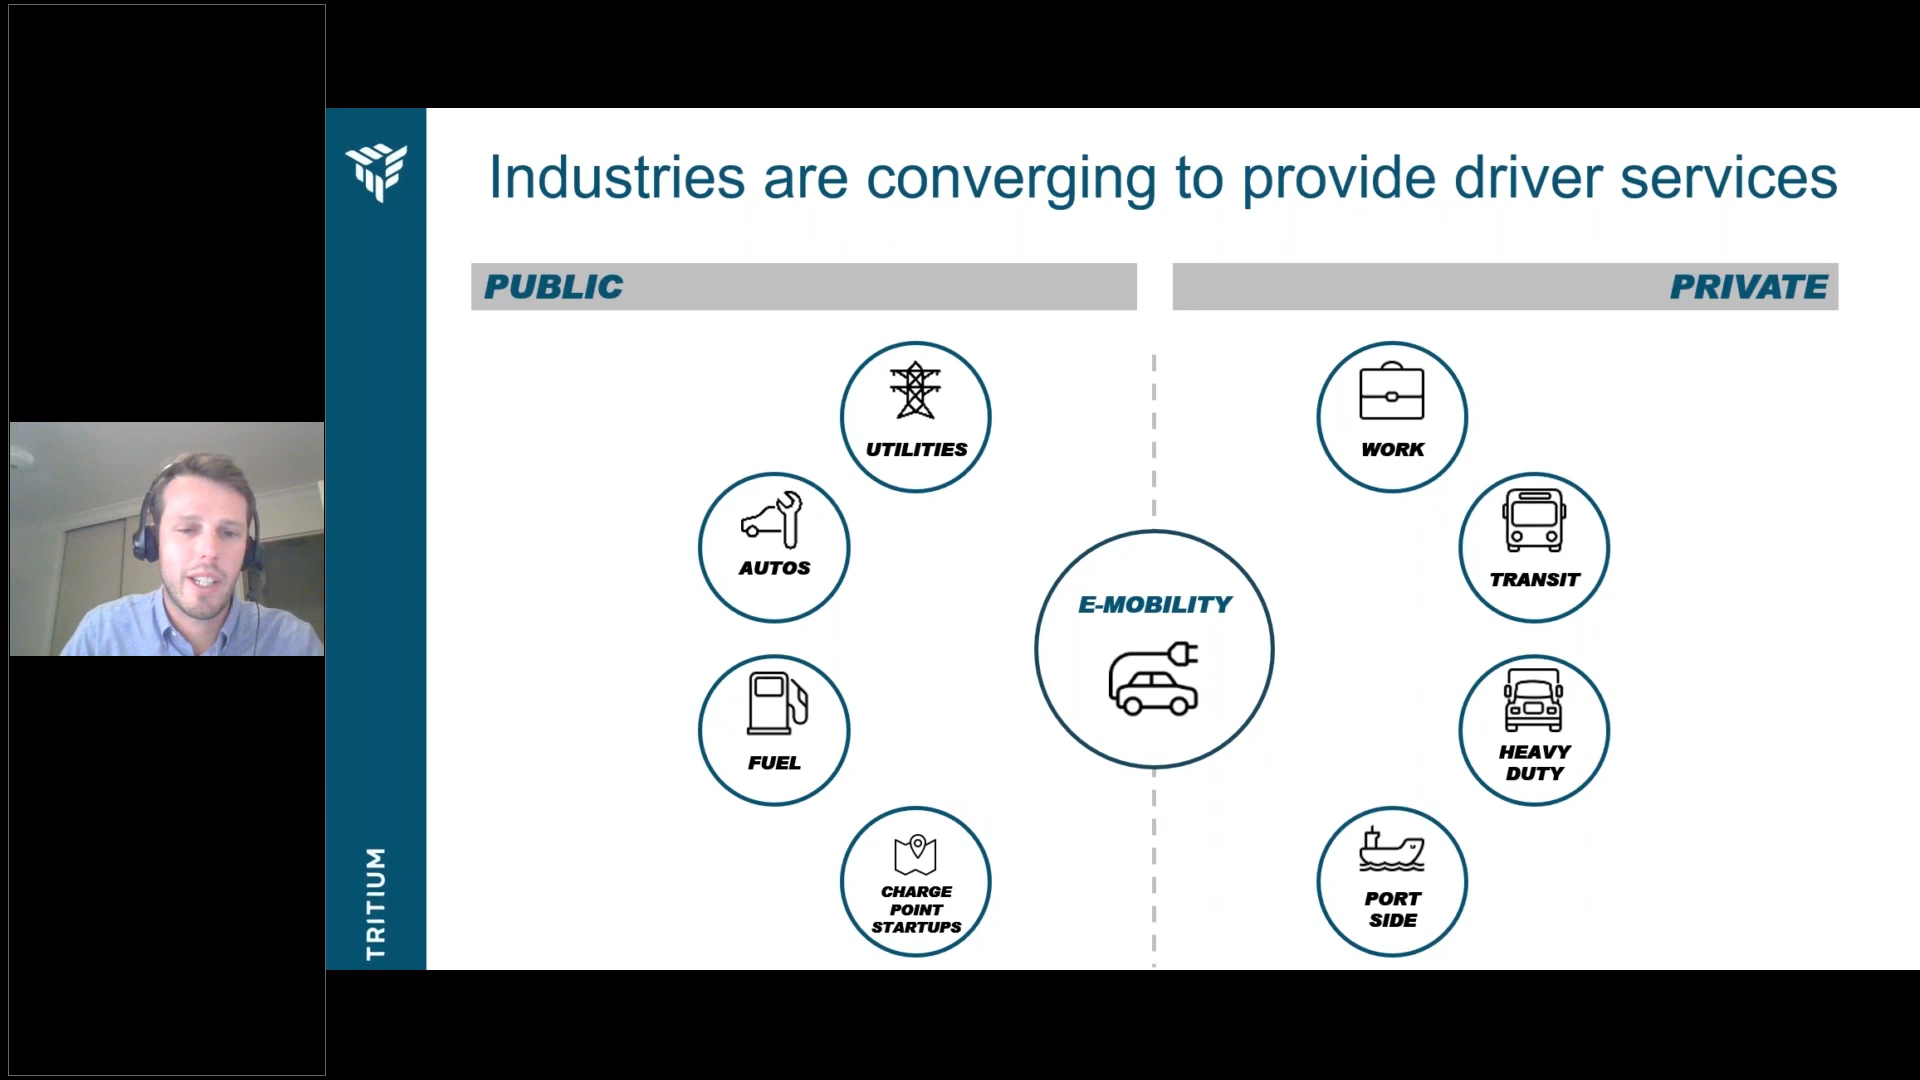 Industries are converging to provide driver services
PUBLIC
PRIVATE
UTILITIES
WORK
AUTOS
TRANSIT
E-MOBILITY
FUEL
HEAVY
DUTY
CHARGE
POINT
STARTUPS
PORT
SIDE
TRITIUM